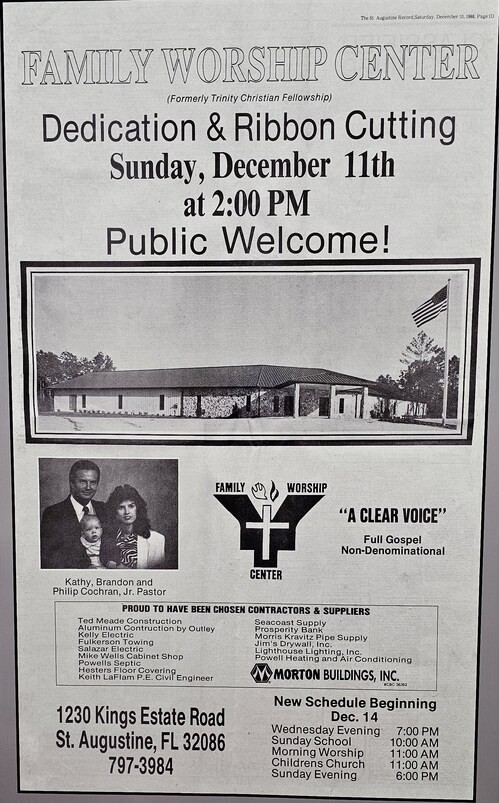 The St. Augustine Record, Saturday, December 10, 1988, Page III
FAMILY WORSHIP CENTER
(Formerly Trinity Christian Fellowship)
Dedication & Ribbon Cutting
Sunday, December 11th
at 2:00 PM
Public Welcome!
FAMILY WORSHIP
CENTER
"A CLEAR VOICE"
Full Gospel
Non-Denominational
Kathy, Brandon and
Philip Cochran, Jr. Pastor
PROUD TO HAVE BEEN CHOSEN CONTRACTORS & SUPPLIERS
Ted Meade Construction
Aluminum Construction by Outley
Kelly Electric
Fulkerson Towing
Salazar Electric
Mike Wells Cabinet Shop
Powells Septic
Hesters Floor Covering
Keith LaFlam P.E. Civil Engineer
Seacoast Supply
Prosperity Bank
Morris Kravitz Pipe Supply
Jim's Drywall, Inc.
Lighthouse Lighting, Inc.
Powell Heating and Air Conditioning
MORTON BUILDINGS, INC.
1230 Kings Estate Road
St. Augustine, FL 32086
797-3984
New Schedule Beginning
Dec. 14
Wednesday Evening 7:00 PM
Sunday School 10:00 AM
Morning Worship 11:00 AM
Childrens Church 11:00 AM
Sunday Evening 6:00 PM